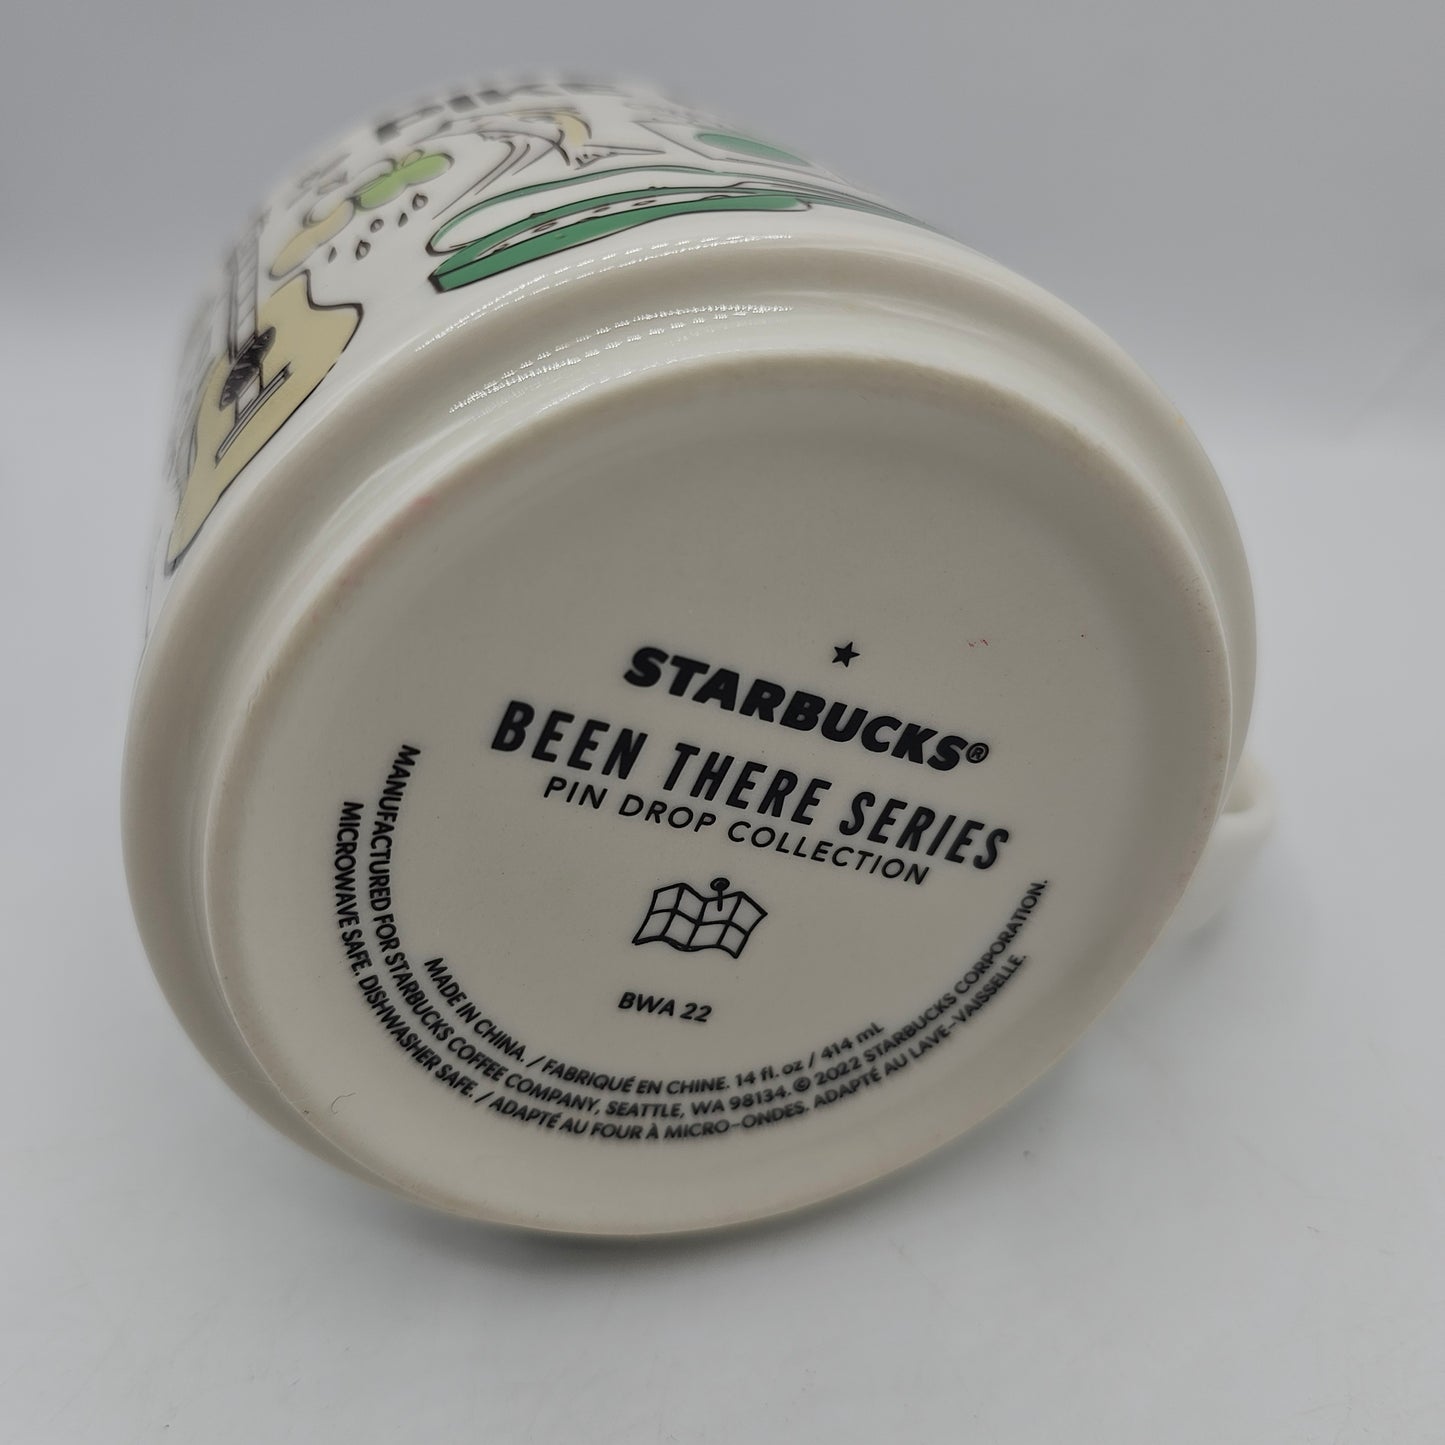 PIKE
STARBUCKS®
BEEN THERE SERIES
PIN DROP COLLECTION
BWA 22
MADE IN CHINA. / FABRIQUÉ EN CHINE. 14 fl. oz / 414 mL
MANUFACTURED FOR STARBUCKS COFFEE COMPANY, SEATTLE, WA 98134. © 2022 STARBUCKS CORPORATION.
MICROWAVE SAFE. DISHWASHER SAFE. / ADAPTÉ AU FOUR À MICRO-ONDES. ADAPTÉ AU LAVE-VAISSELLE.